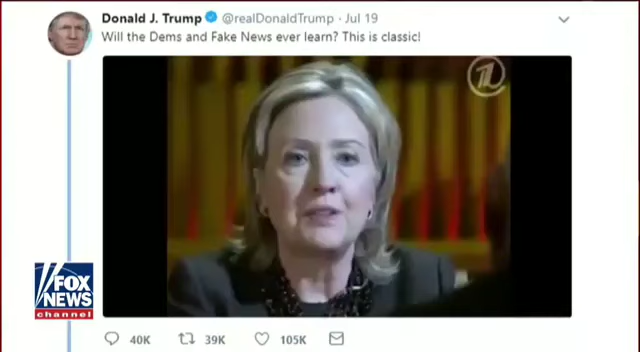 Donald J. Trump @realDonaldTrump · Jul 19
Will the Dems and Fake News ever learn? This is classic!
1
FOX
NEWS
channel
40K 39K 105K